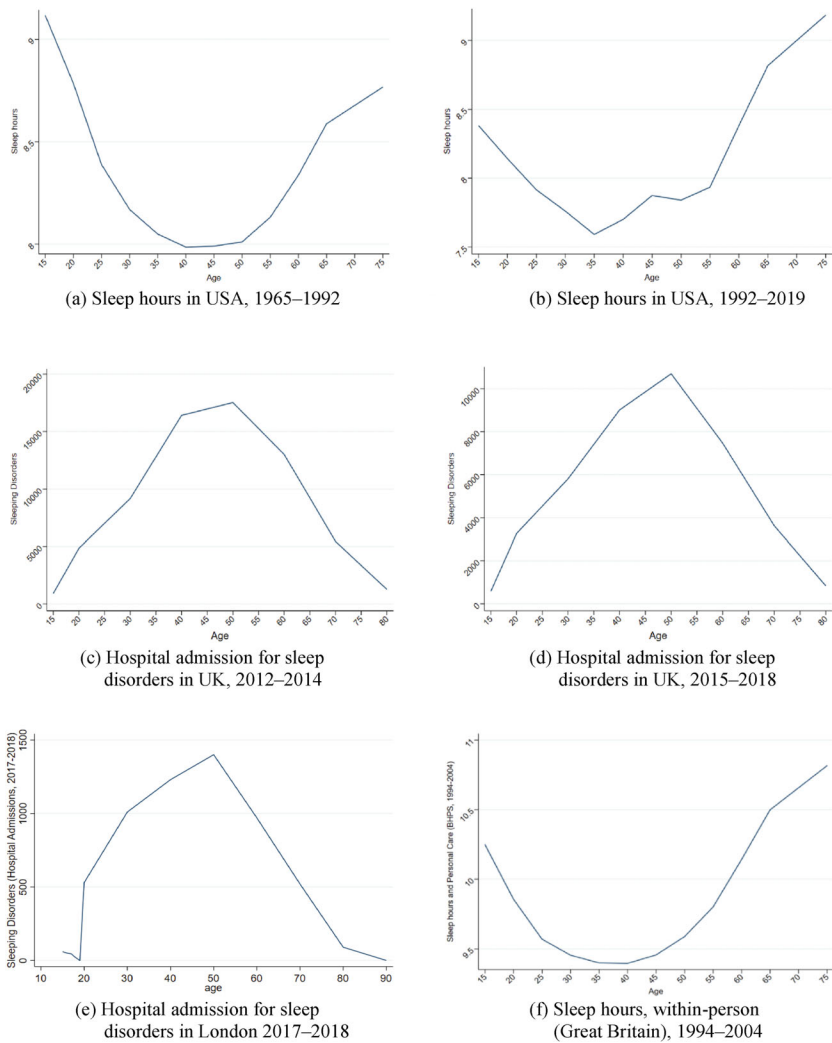 9
8.5
8
Sleep hours
15 20 25 30 35 40 45 50 55 60 65 70 75
Age
(a) Sleep hours in USA, 1965–1992
9
8.5
8
7.5
Sleep hours
15 20 25 30 35 40 45 50 55 60 65 70 75
Age
(b) Sleep hours in USA, 1992–2019
20000
15000
10000
5000
0
Sleeping Disorders
15 20 25 30 35 40 45 50 55 60 65 70 75 80
Age
(c) Hospital admission for sleep
disorders in UK, 2012–2014
10000
8000
6000
4000
2000
0
Sleeping Disorders
15 20 25 30 35 40 45 50 55 60 65 70 75 80
Age
(d) Hospital admission for sleep
disorders in UK, 2015–2018
1500
1000
500
0
Sleeping Disorders (Hospital Admissions, 2017-2018)
10 20 30 40 50 60 70 80 90
age
(e) Hospital admission for sleep
disorders in London 2017–2018
11
10.5
10
9.5
Sleep hours and Personal Care (BHPS, 1994-2004)
15 20 25 30 35 40 45 50 55 60 65 70 75
Age
(f) Sleep hours, within-person
(Great Britain), 1994–2004